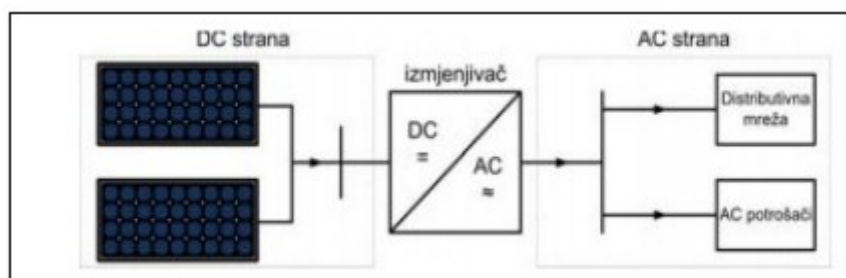 DC strana
AC strana
izmjenjivač
DC
=
AC
≈
Distributivna
mreža
AC potrošači